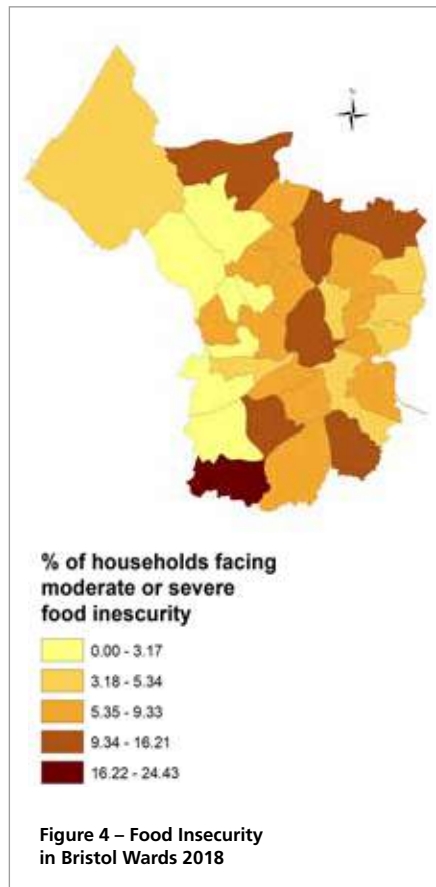 % of households facing
moderate or severe
food inescurity
0.00 - 3.17
3.18 - 5.34
5.35 - 9.33
9.34 - 16.21
16.22 - 24.43
Figure 4 – Food Insecurity
in Bristol Wards 2018